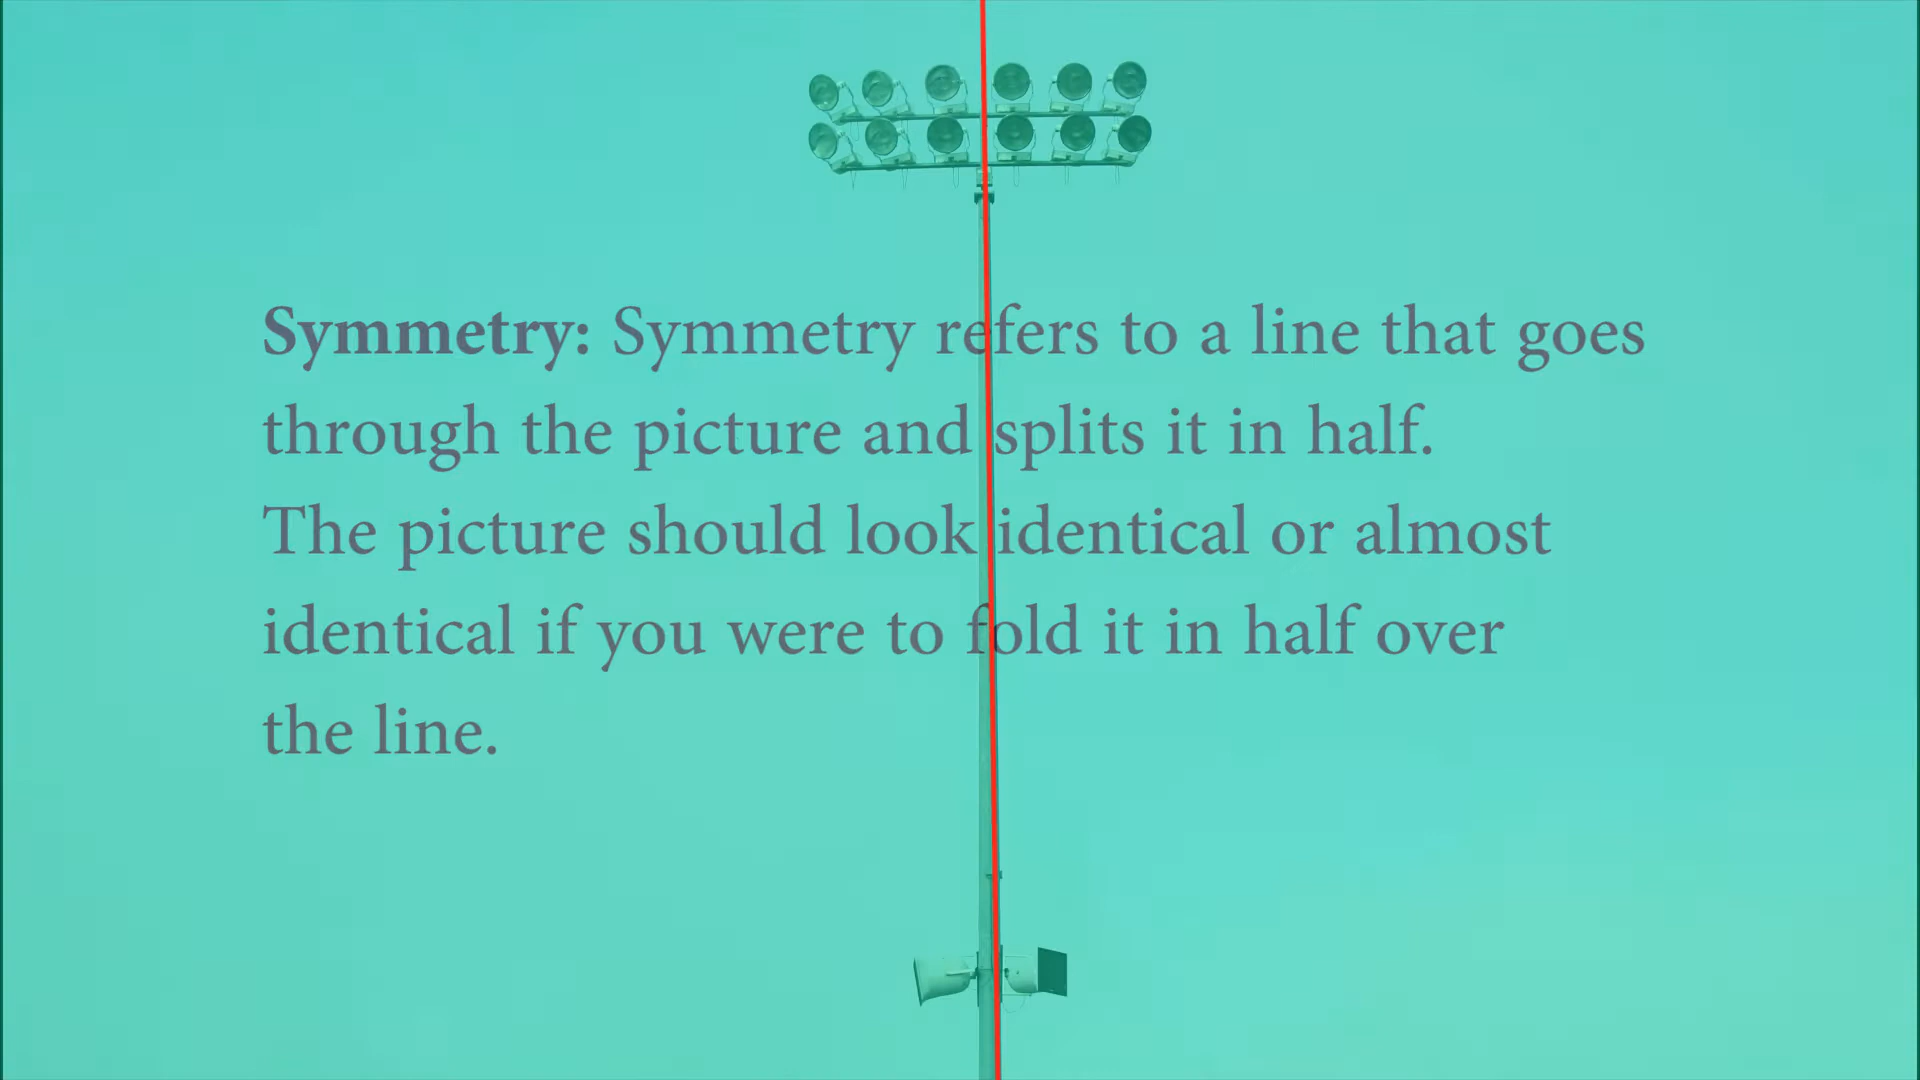 Symmetry: Symmetry refers to a line that goes
through the picture and splits it in half.
The picture should look identical or almost
identical if you were to fold it in half over
the line.